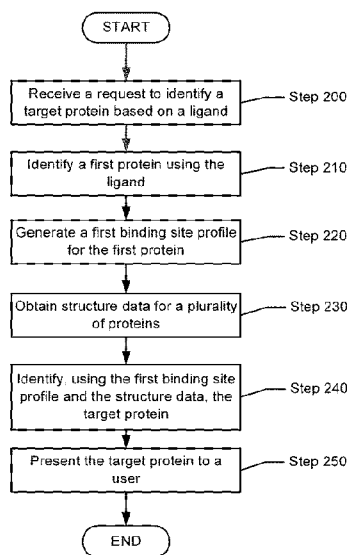 START
Receive a request to identify a
target protein based on a ligand
Step 200
Identify a first protein using the
ligand
Step 210
Generate a first binding site profile
for the first protein
Step 220
Obtain structure data for a plurality
of proteins
Step 230
Identify, using the first binding site
profile and the structure data, the
target protein
Step 240
Present the target protein to a
user
Step 250
END